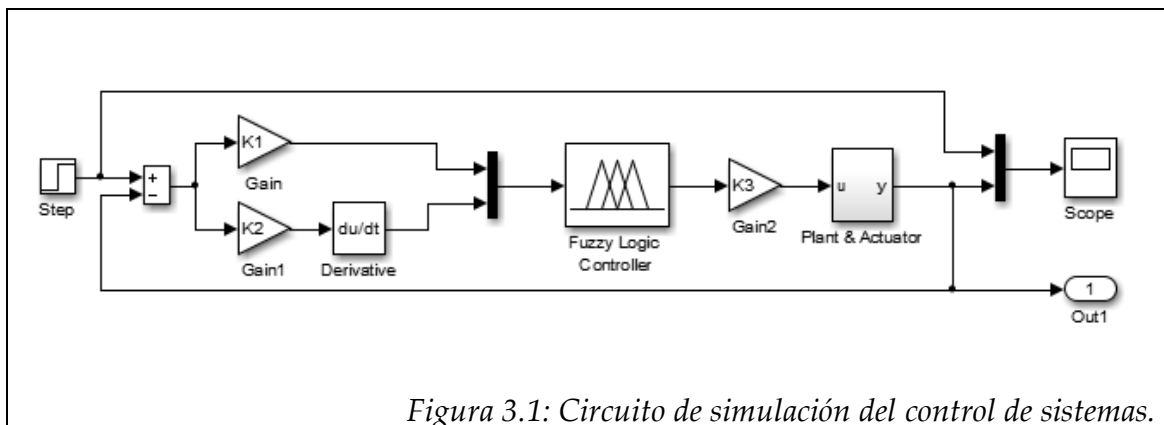 K1
Gain
+
−
Step
K2
Gain1
du/dt
Derivative
Fuzzy Logic
Controller
K3
Gain2
u
y
Plant & Actuator
Scope
1
Out1
Figura 3.1: Circuito de simulación del control de sistemas.